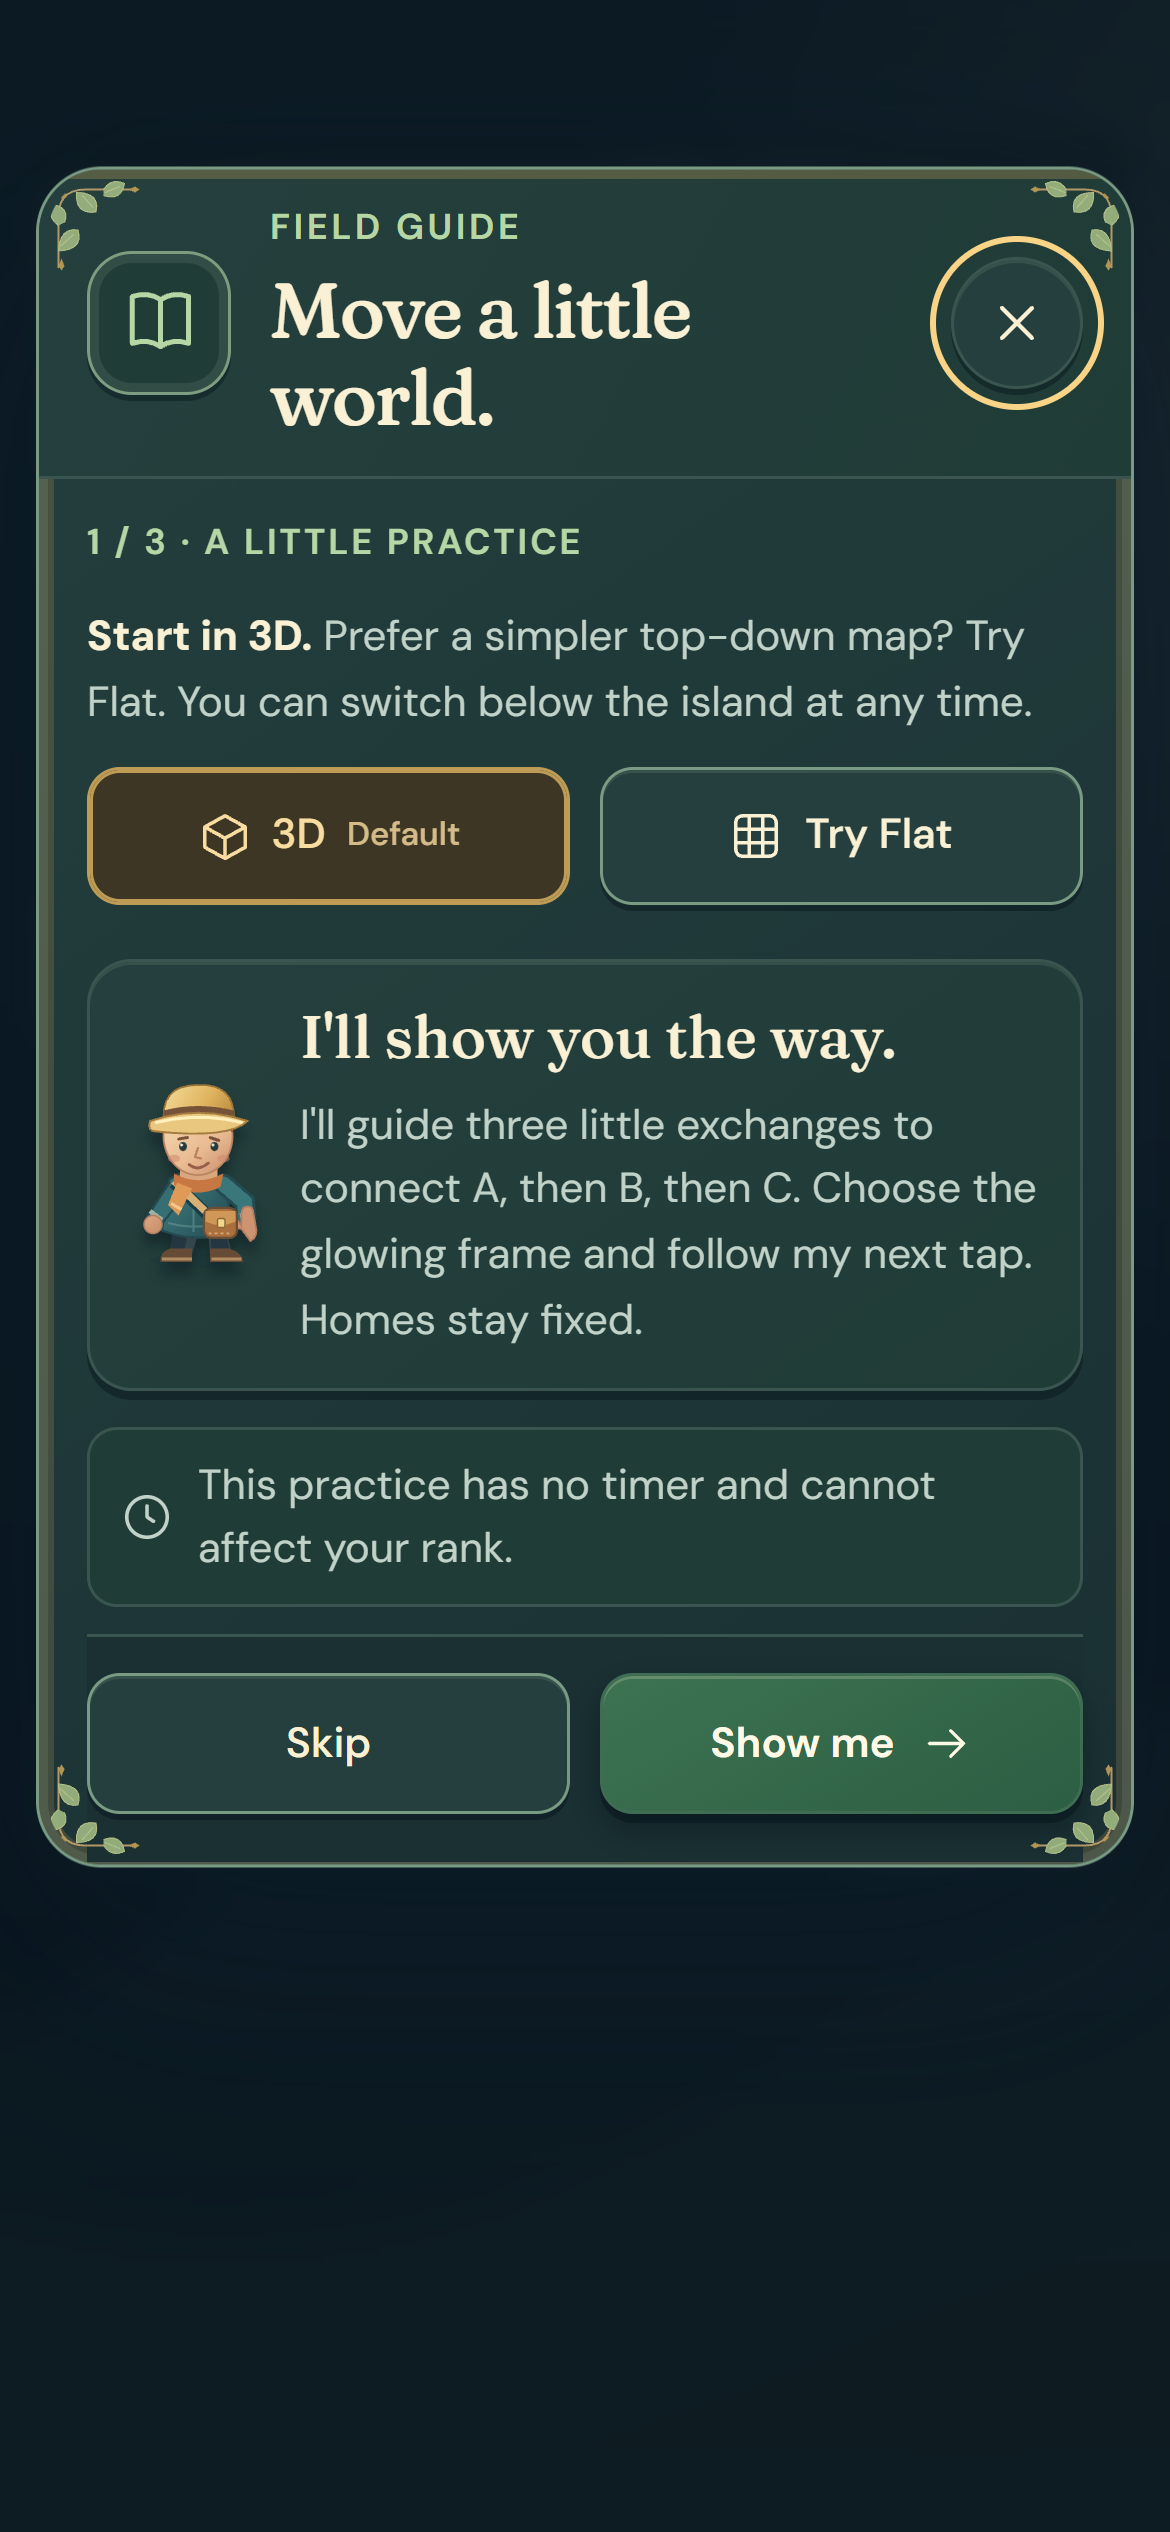 FIELD GUIDE
Move a little
world.
1 / 3 · A LITTLE PRACTICE
Start in 3D. Prefer a simpler top-down map? Try
Flat. You can switch below the island at any time.
3D Default
Try Flat
I'll show you the way.
I'll guide three little exchanges to
connect A, then B, then C. Choose the
glowing frame and follow my next tap.
Homes stay fixed.
This practice has no timer and cannot
affect your rank.
Skip
Show me →